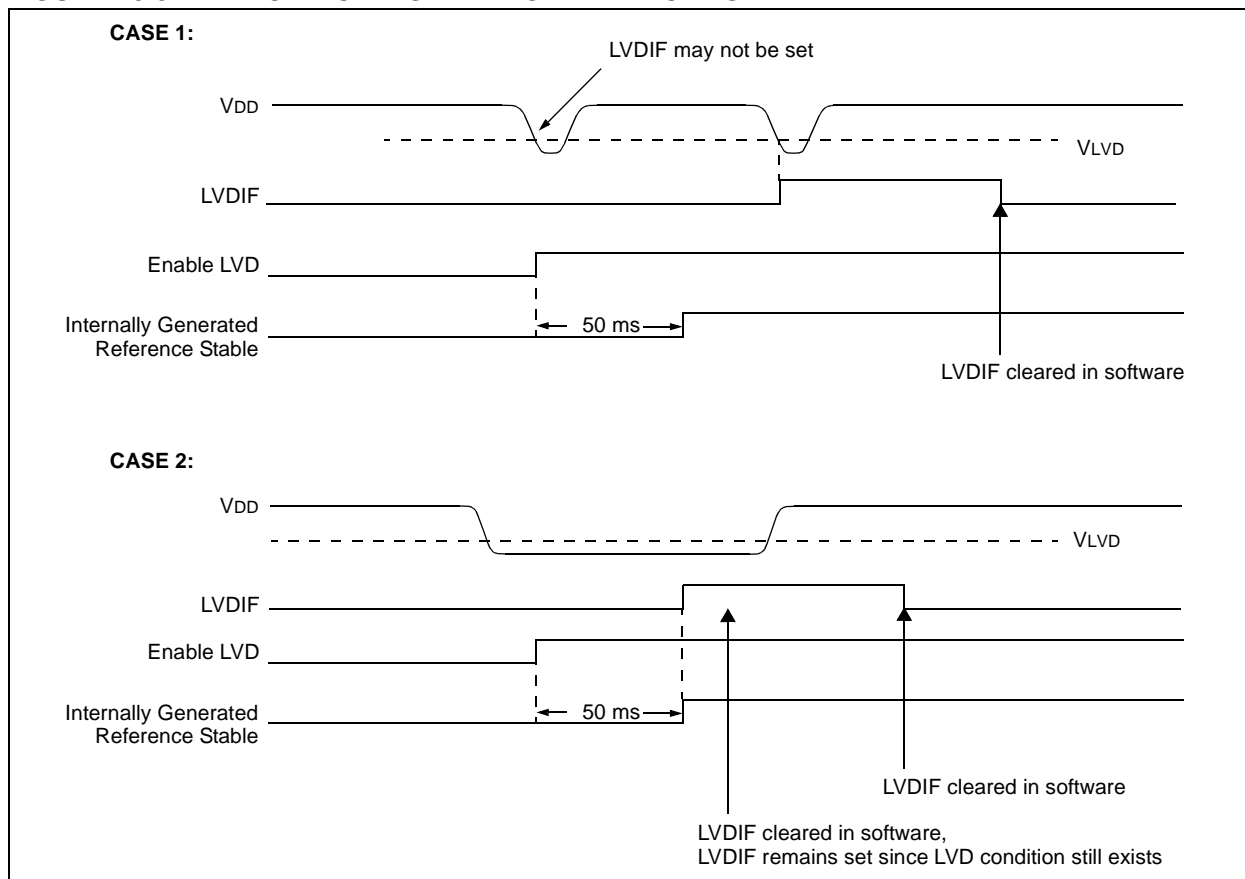 CASE 1:
LVDIF may not be set
VDD
VLVD
LVDIF
Enable LVD
Internally Generated
Reference Stable
50 ms
LVDIF cleared in software
CASE 2:
VDD
VLVD
LVDIF
Enable LVD
Internally Generated
Reference Stable
50 ms
LVDIF cleared in software
LVDIF cleared in software,
LVDIF remains set since LVD condition still exists